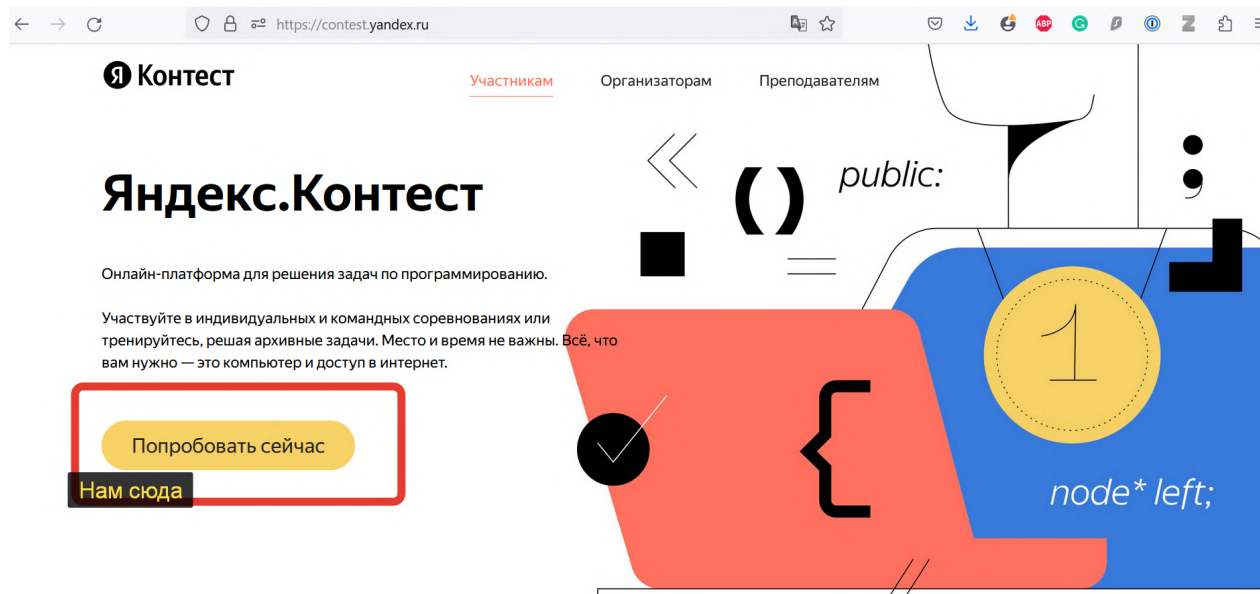 https://contest.yandex.ru
ABP
Я Контест
Участникам
Организаторам
Преподавателям
public:
;
()
Яндекс.Контест
=
Онлайн-платформа для решения задач по программированию.
Участвуйте в индивидуальных и командных соревнованиях или
тренируйтесь, решая архивные задачи. Место и время не важны. Всё, что
вам нужно — это компьютер и доступ в интернет.
1
{
Попробовать сейчас
Нам сюда
node* left;
//